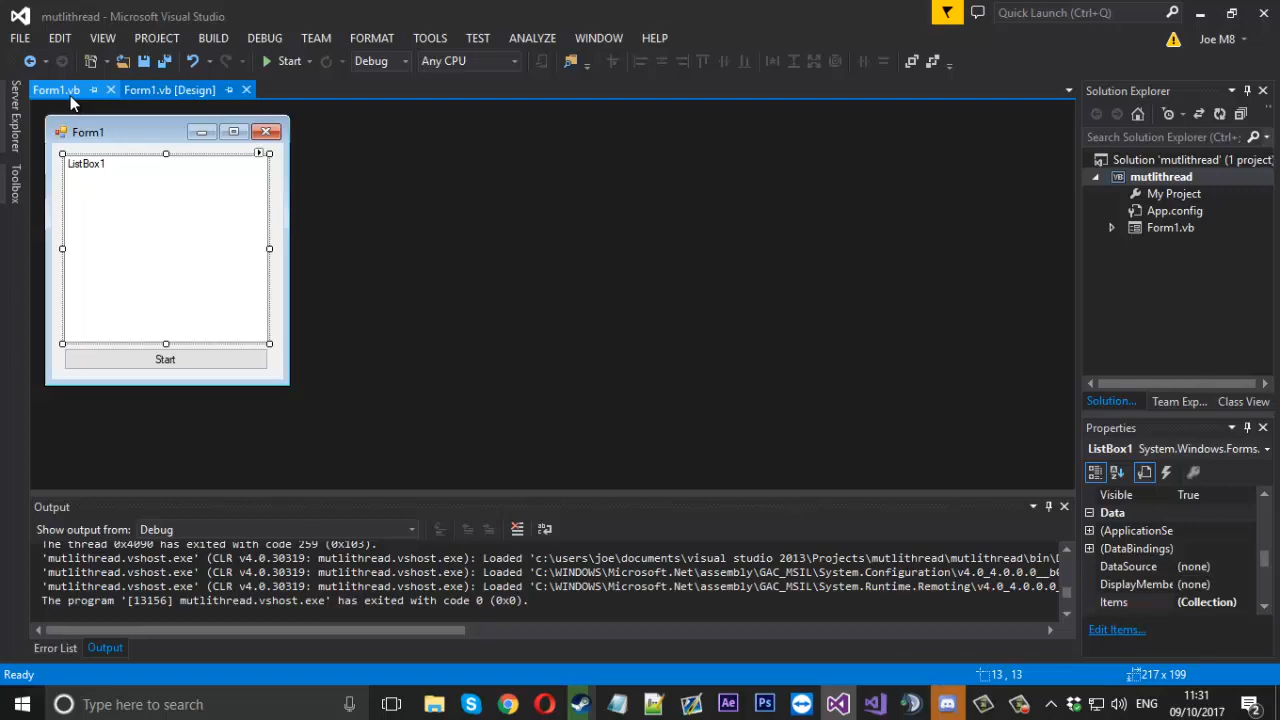 mutlithread - Microsoft Visual Studio
Quick Launch (Ctrl+Q)
FILE EDIT VIEW PROJECT BUILD DEBUG TEAM FORMAT TOOLS TEST ANALYZE WINDOW HELP
Joe M8
Start Debug Any CPU
Server Explorer
Toolbox
Form1.vb Form1.vb [Design]
Form1
ListBox1
Start
Solution Explorer
Search Solution Explorer (Ctrl+;)
Solution 'mutlithread' (1 project)
mutlithread
My Project
App.config
Form1.vb
Solution... Team Exp... Class View
Properties
ListBox1 System.Windows.Forms.
Visible True
Data
(ApplicationSe
(DataBindings)
DataSource (none)
DisplayMembe (none)
Items (Collection)
Edit Items...
Output
Show output from: Debug
The thread 0x4090 has exited with code 259 (0x103).
'mutlithread.vshost.exe' (CLR v4.0.30319: mutlithread.vshost.exe): Loaded 'c:\users\joe\documents\visual studio 2013\Projects\mutlithread\mutlithread\bin\D
'mutlithread.vshost.exe' (CLR v4.0.30319: mutlithread.vshost.exe): Loaded 'C:\WINDOWS\Microsoft.Net\assembly\GAC_MSIL\System.Configuration\v4.0_4.0.0.0__b0
'mutlithread.vshost.exe' (CLR v4.0.30319: mutlithread.vshost.exe): Loaded 'C:\WINDOWS\Microsoft.Net\assembly\GAC_MSIL\System.Runtime.Remoting\v4.0_4.0.0.0_
The program '[13156] mutlithread.vshost.exe' has exited with code 0 (0x0).
Error List Output
Ready
13 , 13
217 x 199
Type here to search
Ae
Ps
ENG
11:31
09/10/2017
2